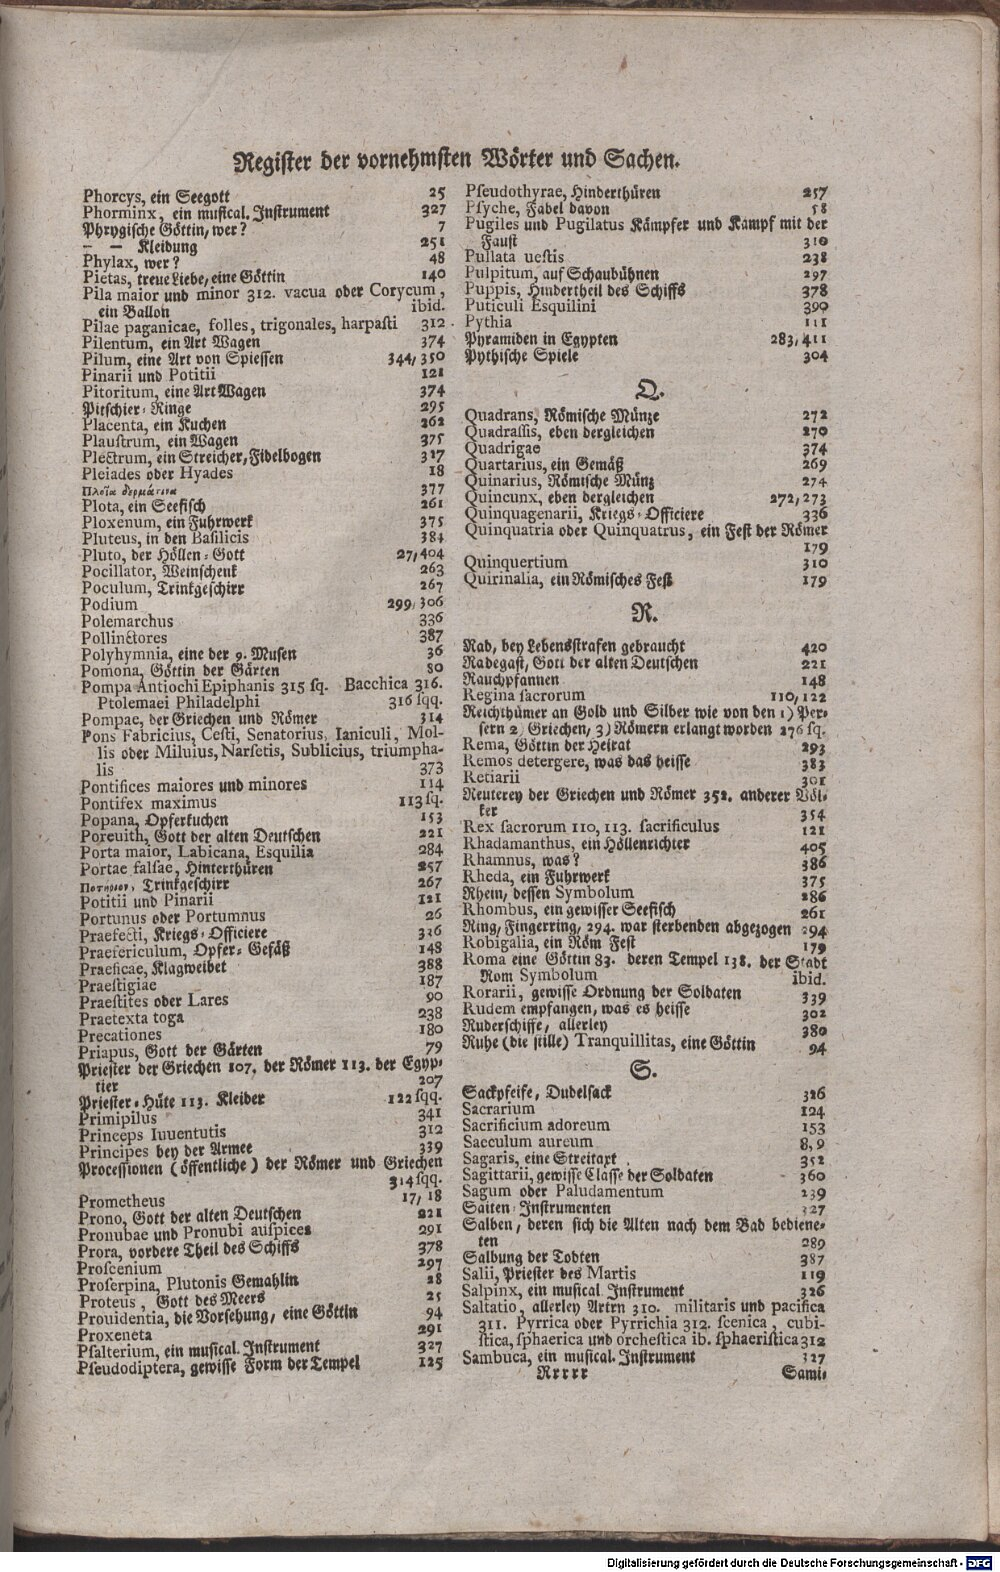 Register der vornehmsten Wörter und Sachen.
Phorcys, ein Seegott 25
Phorminx, ein musical. Instrument 327
Phrygische Göttin, wer? 7
– – Kleidung 251
Phylax, wer? 48
Pietas, treue Liebe, eine Göttin 140
Pila maior und minor 312. vacua oder Corycum,
ein Ballon ibid.
Pilae paganicae, folles, trigonales, harpasti 312.
Pilentum, ein Art Wagen 374
Pilum, eine Art von Spiessen 344, 350
Pinarii und Potitii 121
Pitoritum, eine Art Wagen 374
Pitschier-Ringe 295
Placenta, ein Kuchen 262
Plaustrum, ein Wagen 375
Plectrum, ein Streicher, Fidelbogen 327
Pleiades oder Hyades 18
Πλοῖα δερμάτινα 377
Plota, ein Seefisch 261
Ploxenum, ein Fuhrwerk 375
Pluteus, in den Basilicis 384
Pluto, der Höllen-Gott 27, 404
Pocillator, Weinschenk 263
Poculum, Trinkgeschirr 267
Podium 299, 306
Polemarchus 336
Pollinctores 387
Polyhymnia, eine der 9. Musen 36
Pomona, Göttin der Gärten 80
Pompa Antiochi Epiphanis 315 sq. Bacchica 316.
Ptolemaei Philadelphi 316 sqq.
Pompae, der Griechen und Römer 314
Pons Fabricius, Cesti, Senatorius, Ianiculi, Mol-
lis oder Miluius, Narsetis, Sublicius, triumpha-
lis 373
Pontifices maiores und minores 114
Pontifex maximus 113 sq.
Popana, Opferkuchen 153
Poreuith, Gott der alten Deutschen 221
Porta maior, Labicana, Esquilia 284
Portae falsae, Hinterthüren 257
Ποτηριον, Trinkgeschirr 267
Potitii und Pinarii 121
Portunus oder Portumnus 26
Praefecti, Kriegs-Officiere 336
Praefericulum, Opfer-Gefäß 148
Praeficae, Klagweiber 388
Praestigiae 187
Praestites oder Lares 90
Praetexta toga 238
Precationes 180
Priapus, Gott der Gärten 79
Priester der Griechen 107. der Römer 113. der Egyp-
tier 207
Priester-Hüte 113. Kleider 122 sqq.
Primipilus 341
Princeps Iuuentutis 312
Principes bey der Armee 339
Processionen (öffentliche) der Römer und Griechen
314 sqq.
Prometheus 17, 18
Prono, Gott der alten Deutschen 221
Pronubae und Pronubi auspices 291
Prora, vordere Theil des Schiffs 378
Proscenium 297
Proserpina, Plutonis Gemahlin 28
Proteus, Gott des Meers 25
Prouidentia, die Vorsehung, eine Göttin 94
Proxeneta 291
Psalterium, ein musical. Instrument 327
Pseudodiptera, gewisse Form der Tempel 125
Pseudothyrae, Hinderthüren 257
Psyche, Fabel davon 58
Pugiles und Pugilatus Kämpfer und Kampf mit der
Faust 310
Pullata uestis 238
Pulpitum, auf Schaubühnen 297
Puppis, Hindertheil des Schiffs 378
Puticuli Esquilini 390
Pythia 111
Pyramiden in Egypten 283, 411
Pythische Spiele 304
Q.
Quadrans, Römische Münze 272
Quadrassis, eben dergleichen 270
Quadrigae 374
Quartarius, ein Gemäß 269
Quinarius, Römische Münz 274
Quincunx, eben dergleichen 272, 273
Quinquagenarii, Kriegs-Officiere 336
Quinquatria oder Quinquatrus, ein Fest der Römer
179
Quinquertium 310
Quirinalia, ein Römisches Fest 179
R.
Rad, bey Lebensstrafen gebraucht 420
Radegast, Gott der alten Deutschen 221
Rauchpfannen 148
Regina sacrorum 110, 122
Reichthümer an Gold und Silber wie von den 1) Per-
sern 2) Griechen, 3) Römern erlangt worden 276 sq.
Rema, Göttin der Heirat 293
Remos detergere, was das heisse 383
Retiarii 301
Reuterey der Griechen und Römer 352. anderer Völ-
ker 354
Rex sacrorum 110, 113. sacrificulus 121
Rhadamanthus, ein Höllenrichter 405
Rhamnus, was? 386
Rheda, ein Fuhrwerk 375
Rhein, dessen Symbolum 286
Rhombus, ein gewisser Seefisch 261
Ring, Fingerring, 294. war sterbenden abgezogen 294
Robigalia, ein Röm Fest 179
Roma eine Göttin 83. deren Tempel 138. der Stadt
Rom Symbolum ibid.
Rorarii, gewisse Ordnung der Soldaten 339
Rudem empfangen, was es heisse 302
Ruderschiffe, allerley 380
Ruhe (die stille) Tranquillitas, eine Göttin 94
S.
Sackpfeife, Dudelsack 326
Sacrarium 124
Sacrificium adoreum 153
Saeculum aureum 8, 9
Sagaris, eine Streitaxt 352
Sagittarii, gewisse Classe der Soldaten 360
Sagum oder Paludamentum 239
Saiten-Instrumenten 327
Salben, deren sich die Alten nach dem Bad bediene-
ten 289
Salbung der Todten 387
Salii, Priester des Martis 119
Salpinx, ein musical Instrument 326
Saltatio, allerley Artrn 310. militaris und pacifica
311. Pyrrica oder Pyrrichia 312. scenica, cubi-
stica, sphaerica und orchestica ib. sphaeristica 312
Sambuca, ein musical. Instrument 327
Rrrrr Sami-
Digitalisierung gefördert durch die Deutsche Forschungsgemeinschaft - DFG